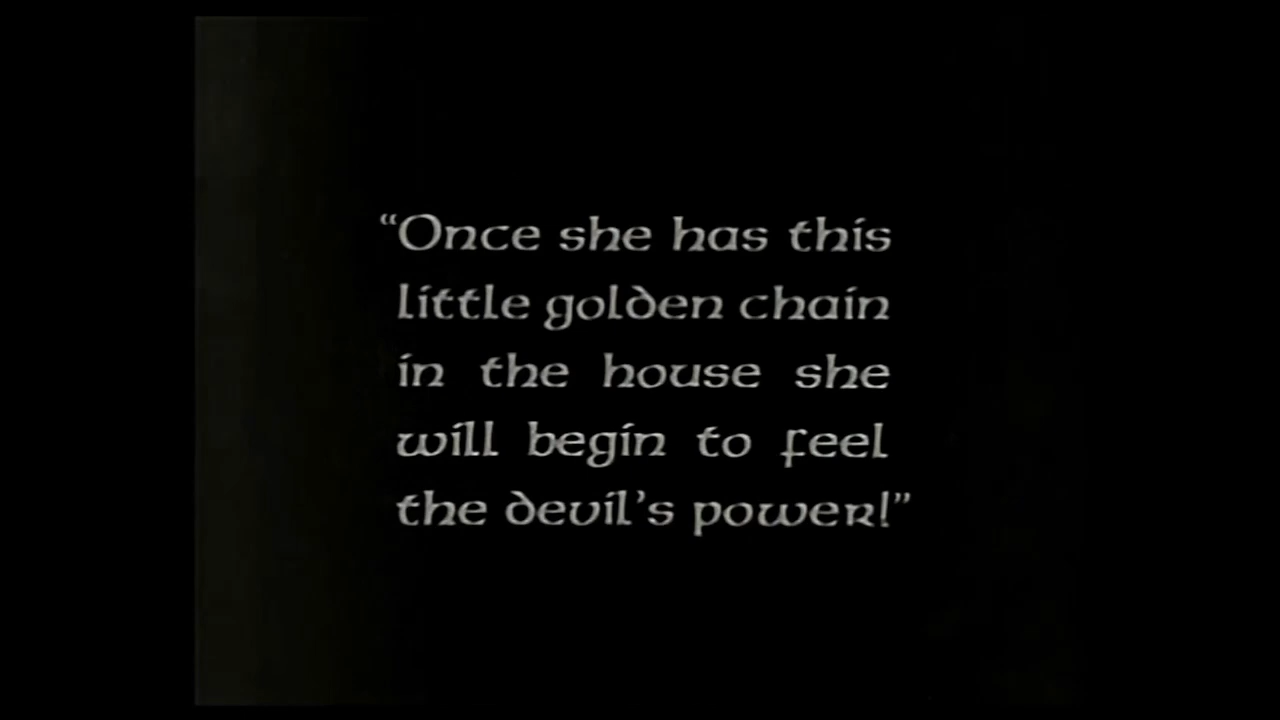 “Once she has this
little golden chain
in the house she
will begin to feel
the devil’s power!”